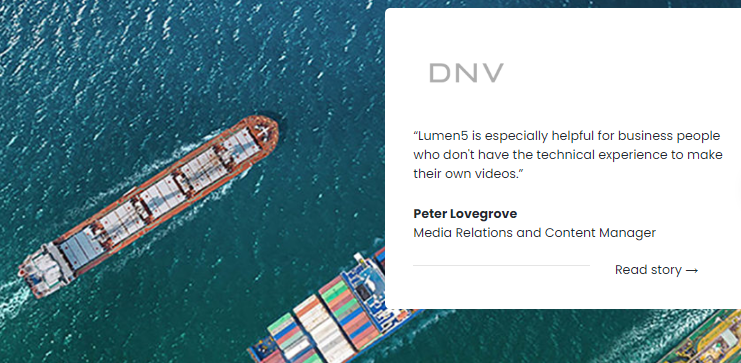 DNV
“Lumen5 is especially helpful for business people
who don't have the technical experience to make
their own videos.”
Peter Lovegrove
Media Relations and Content Manager
Read story →